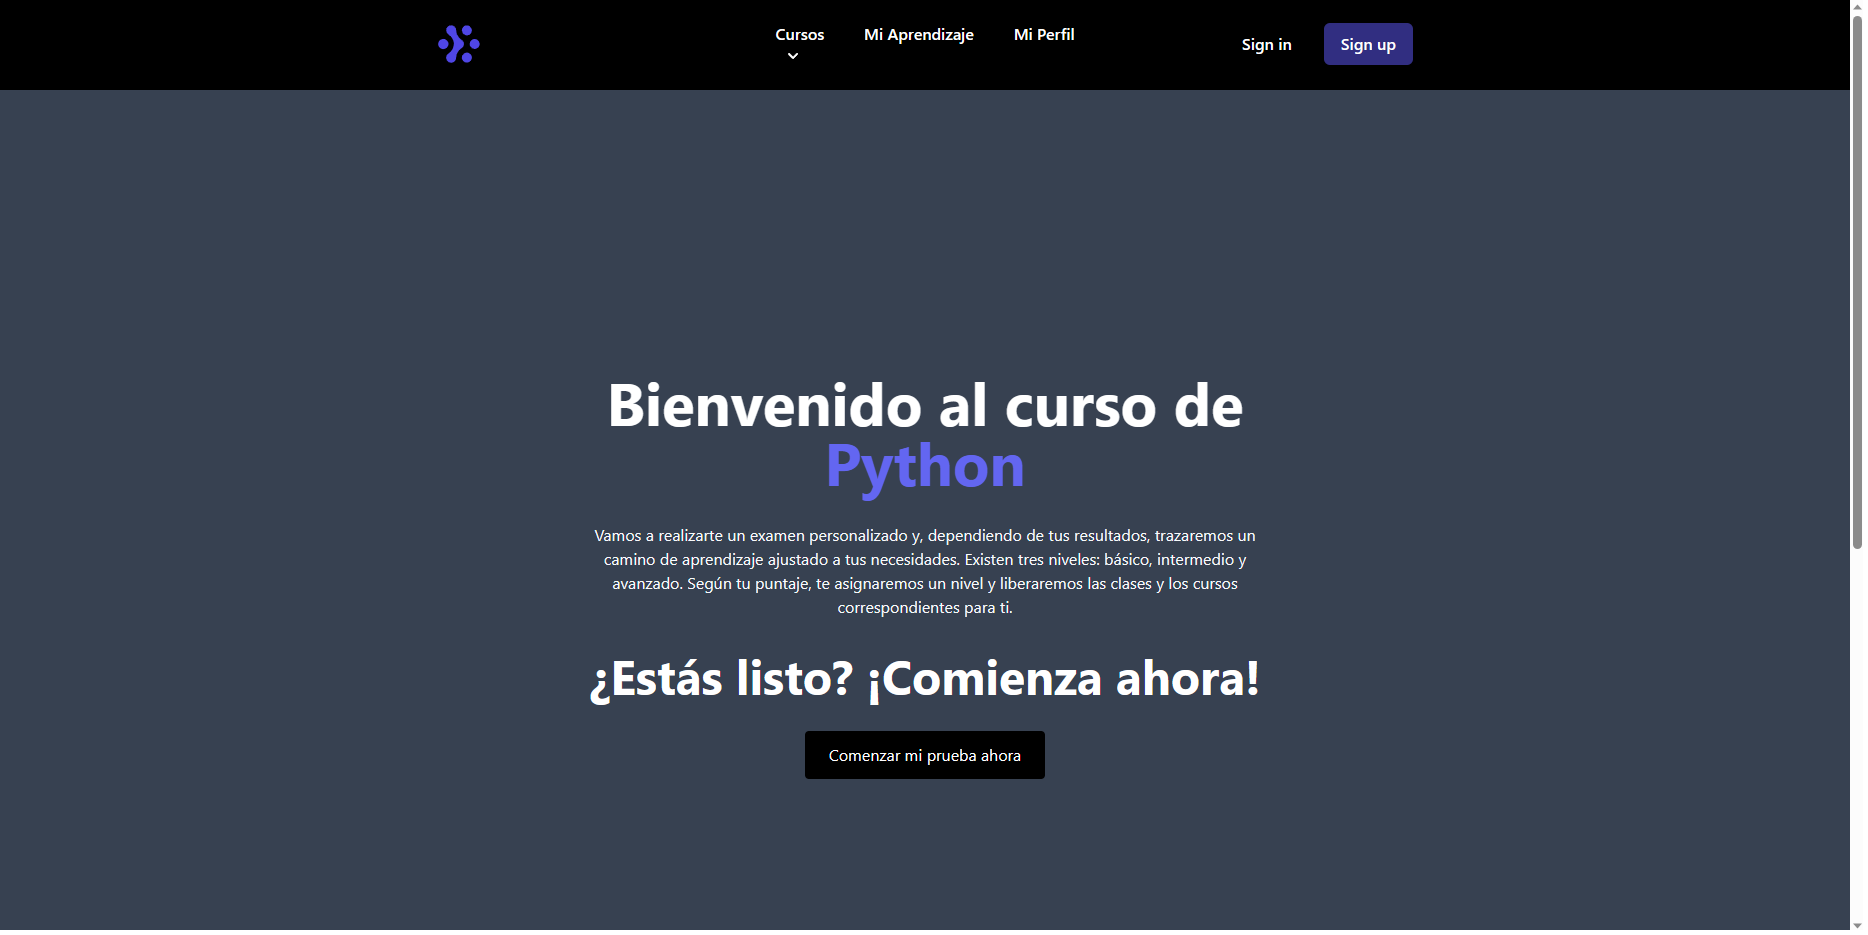 Cursos
Mi Aprendizaje
Mi Perfil
Sign in
Sign up
Bienvenido al curso de
Python
Vamos a realizarte un examen personalizado y, dependiendo de tus resultados, trazaremos un
camino de aprendizaje ajustado a tus necesidades. Existen tres niveles: básico, intermedio y
avanzado. Según tu puntaje, te asignaremos un nivel y liberaremos las clases y los cursos
correspondientes para ti.
¿Estás listo? ¡Comienza ahora!
Comenzar mi prueba ahora